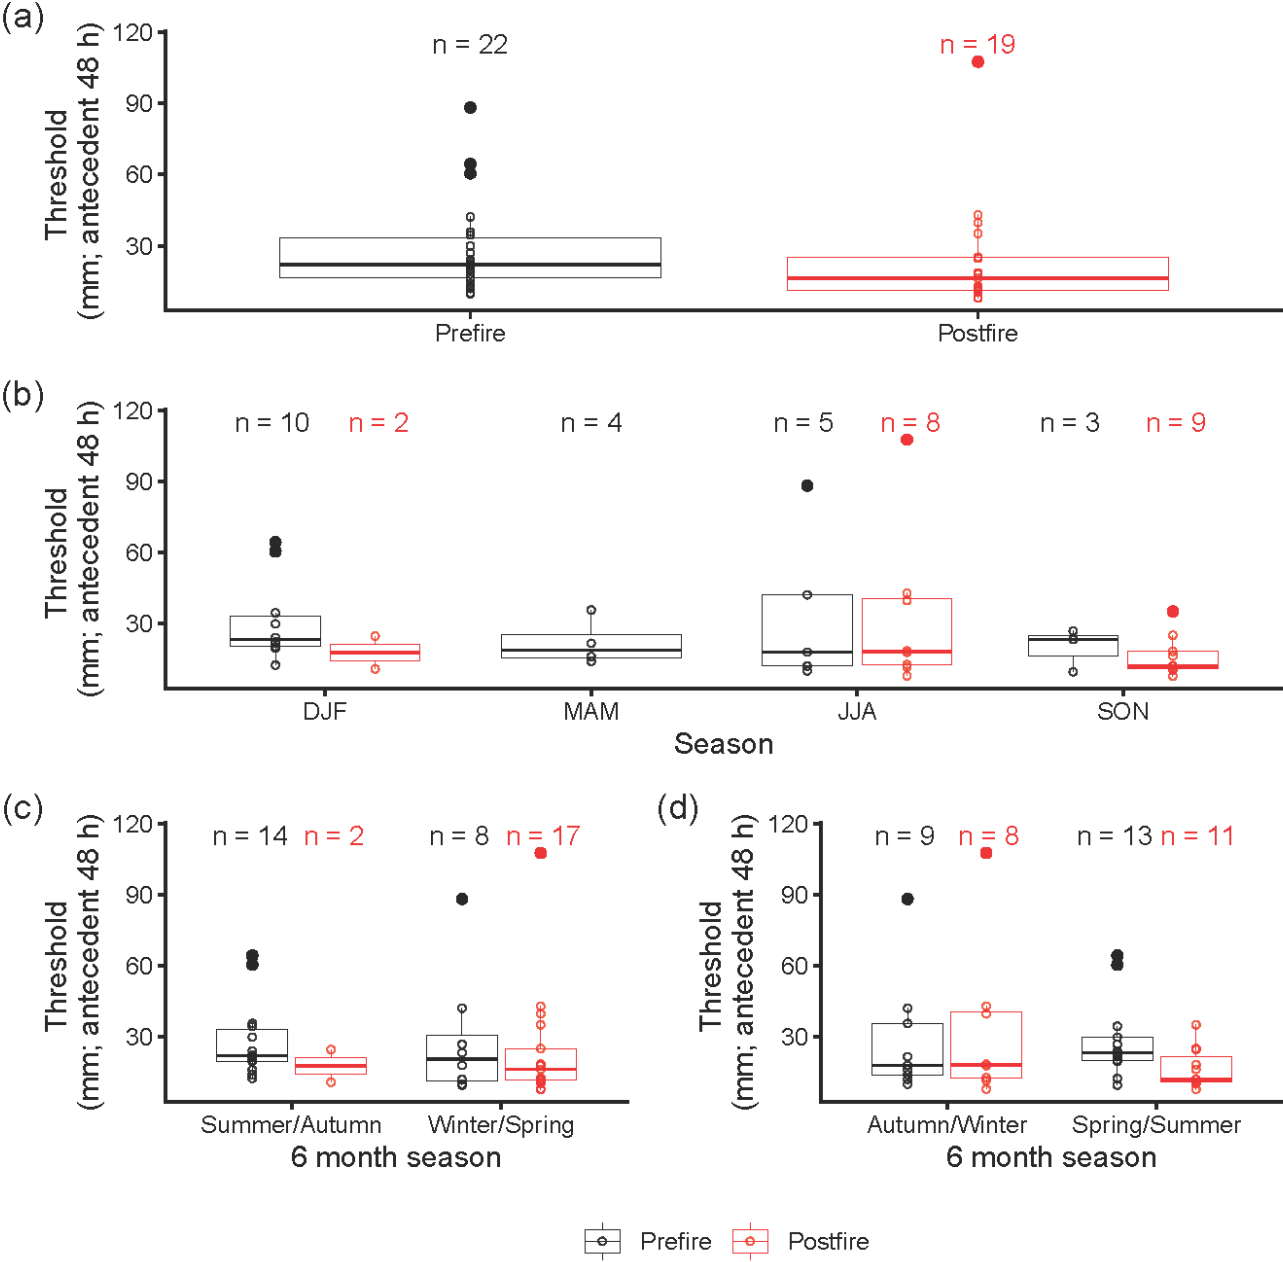 (a)
Threshold
(mm; antecedent 48 h)
120
90
60
30
n = 22
n = 19
Prefire
Postfire
(b)
Threshold
(mm; antecedent 48 h)
120
90
60
30
n = 10
n = 2
n = 4
n = 5
n = 8
n = 3
n = 9
DJF
MAM
JJA
SON
Season
(c)
Threshold
(mm; antecedent 48 h)
120
90
60
30
n = 14
n = 2
n = 8
n = 17
Summer/Autumn
Winter/Spring
6 month season
(d)
Threshold
(mm; antecedent 48 h)
120
90
60
30
n = 9
n = 8
n = 13
n = 11
Autumn/Winter
Spring/Summer
6 month season
Prefire
Postfire